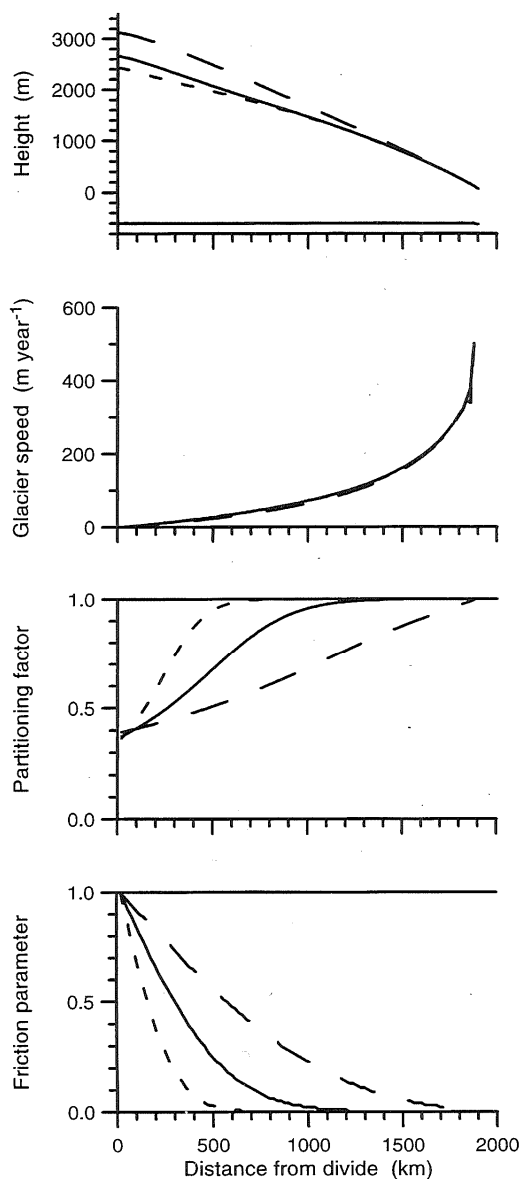 Height (m)
3000
2000
1000
0
Glacier speed (m year-1)
600
400
200
0
Partitioning factor
1.0
0.5
0.0
Friction parameter
1.0
0.5
0.0
0 500 1000 1500 2000
Distance from divide (km)